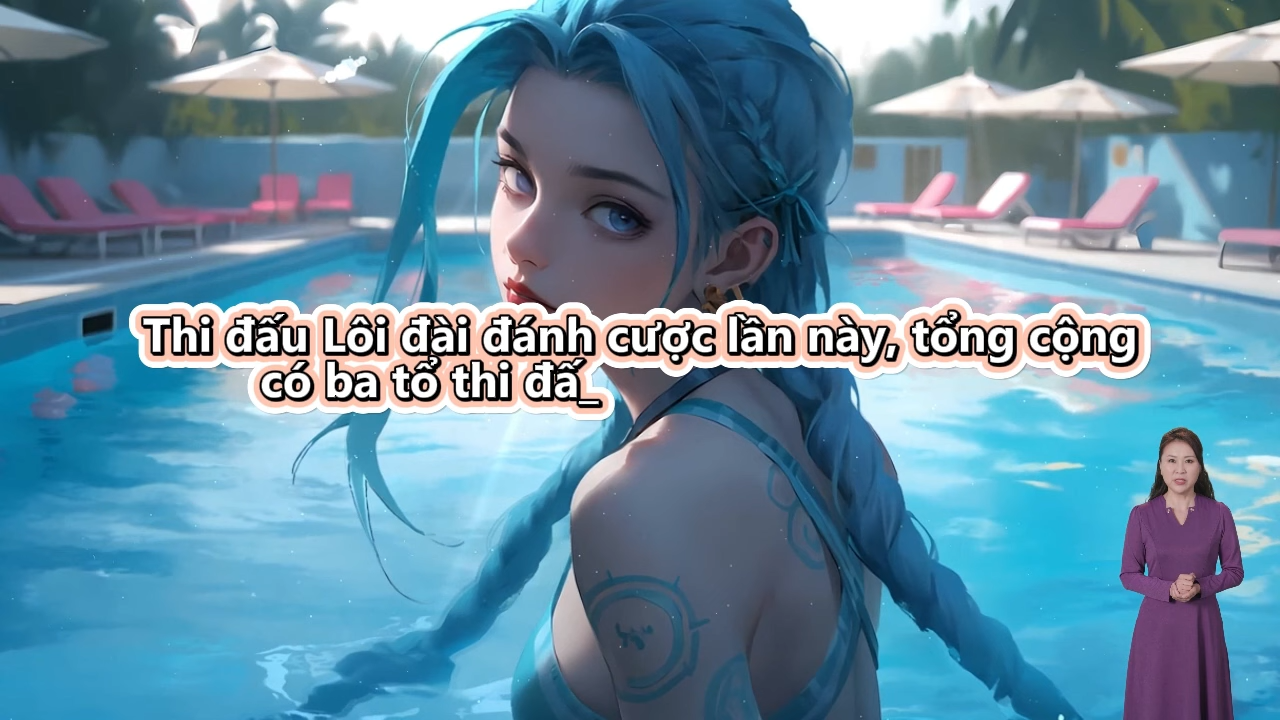 Thi đấu Lôi đài đánh cược lần này, tổng cộng
có ba tổ thi đấ_